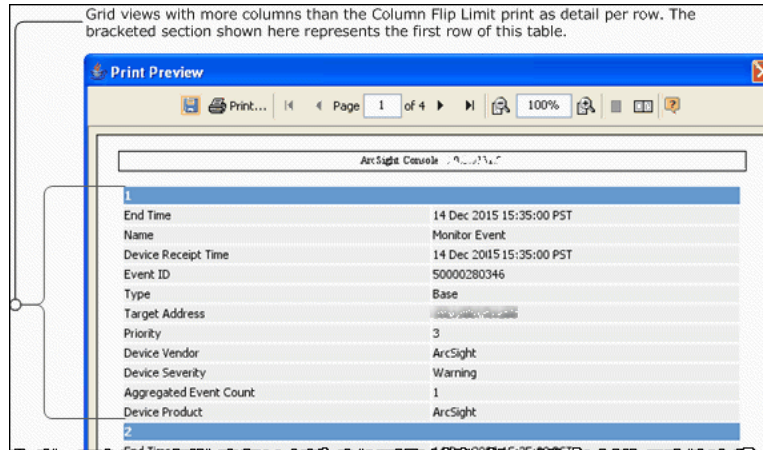 Grid views with more columns than the Column Flip Limit print as detail per row. The
bracketed section shown here represents the first row of this table.
Print Preview
Print... Page 1 of 4 100%
ArcSight Console
1
End Time 14 Dec 2015 15:35:00 PST
Name Monitor Event
Device Receipt Time 14 Dec 2015 15:35:00 PST
Event ID 50000280346
Type Base
Target Address
Priority 3
Device Vendor ArcSight
Device Severity Warning
Aggregated Event Count 1
Device Product ArcSight
2
End Time